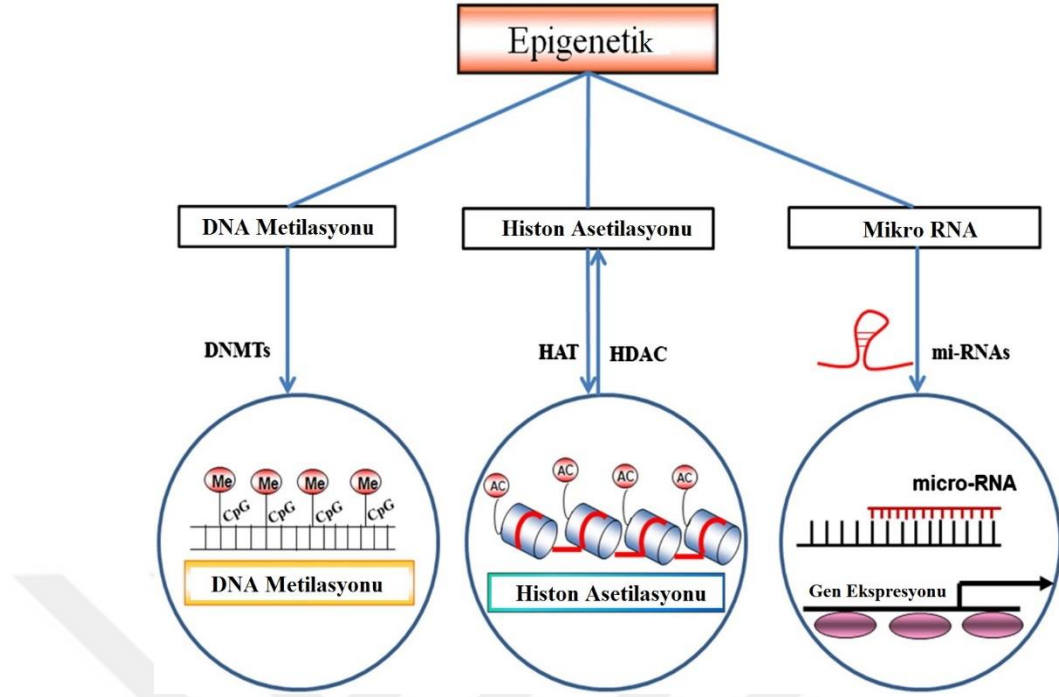 Epigenetik
DNA Metilasyonu
Histon Asetilasyonu
Mikro RNA
DNMTs
HAT
HDAC
mi-RNAs
Me
Me
Me
Me
CpG
CpG
CpG
CpG
DNA Metilasyonu
AC
AC
AC
AC
Histon Asetilasyonu
micro-RNA
Gen Ekspresyonu